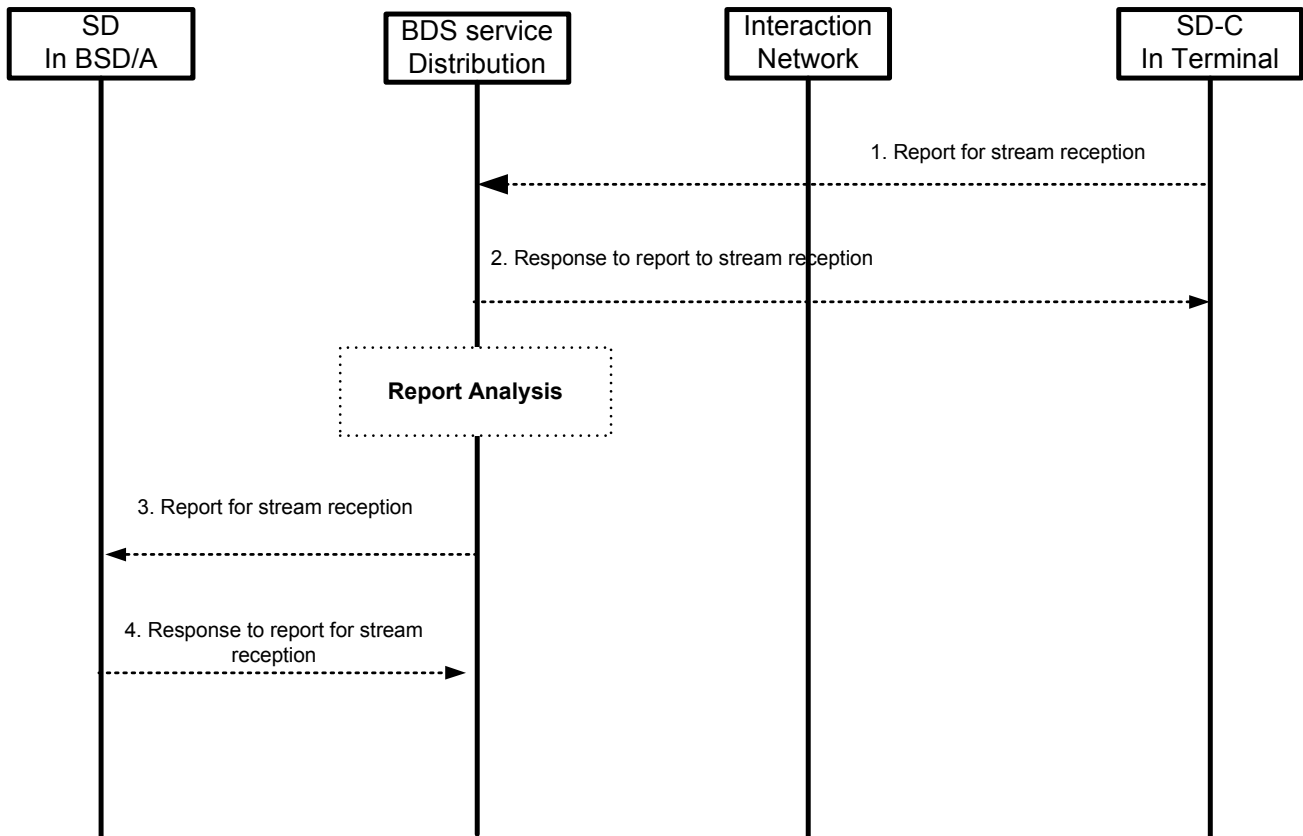 SD
In BSD/A
BDS service
Distribution
Interaction
Network
SD-C
In Terminal
1. Report for stream reception
2. Response to report to stream reception
Report Analysis
3. Report for stream reception
4. Response to report for stream
reception